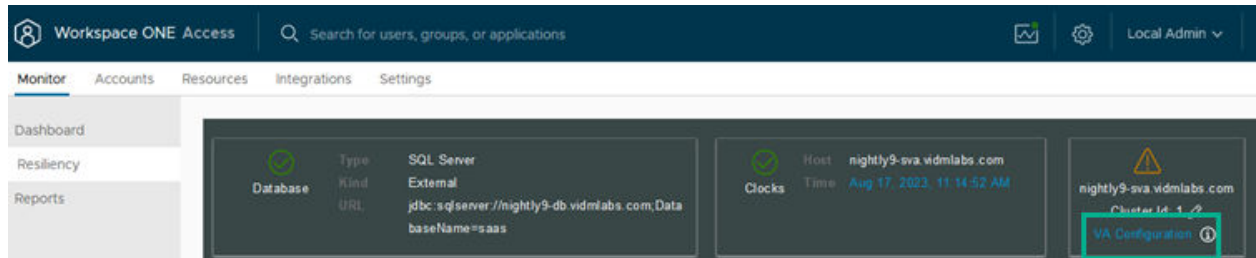 Workspace ONE Access
Search for users, groups, or applications
Local Admin
Monitor Accounts Resources Integrations Settings
Dashboard
Resiliency
Reports
Database
Type SQL Server
Kind External
URL jdbc:sqlserver://nightly9-db.vidmlabs.com;Data
baseName=saas
Clocks
Host nightly9-sva.vidmlabs.com
Time Aug 17, 2023, 11:14:52 AM
nightly9-sva.vidmlabs.com
Cluster Id: 1
VA Configuration